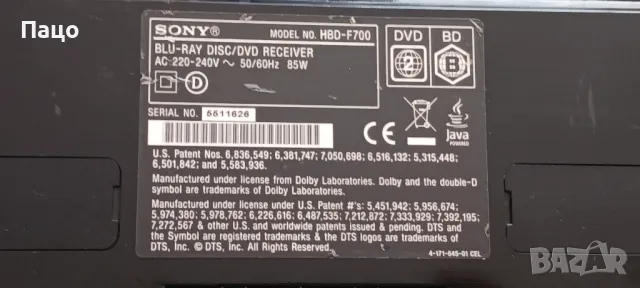 Пацо
SONY®
MODEL NO. HBD-F700
BLU-RAY DISC/DVD RECEIVER
AC 220-240V ~ 50/60Hz 85W
D
DVD
2
BD
B
SERIAL NO. 5511626
CE
Java
POWERED
U.S. Patent Nos. 6,836,549; 6,381,747; 7,050,698; 6,516,132; 5,315,448;
6,501,842; and 5,583,936.
Manufactured under license from Dolby Laboratories. Dolby and the double-D
symbol are trademarks of Dolby Laboratories.
Manufactured under license under U.S. Patent #'s: 5,451,942; 5,956,674;
5,974,380; 5,978,762; 6,226,616; 6,487,535; 7,212,872; 7,333,929; 7,392,195;
7,272,567 & other U.S. and worldwide patents issued & pending. DTS and the
Symbol are registered trademarks & the DTS logos are trademarks of
DTS, Inc. © DTS, Inc. All Rights Reserved.
4-171-645-01 CEL
BAZAR
bg